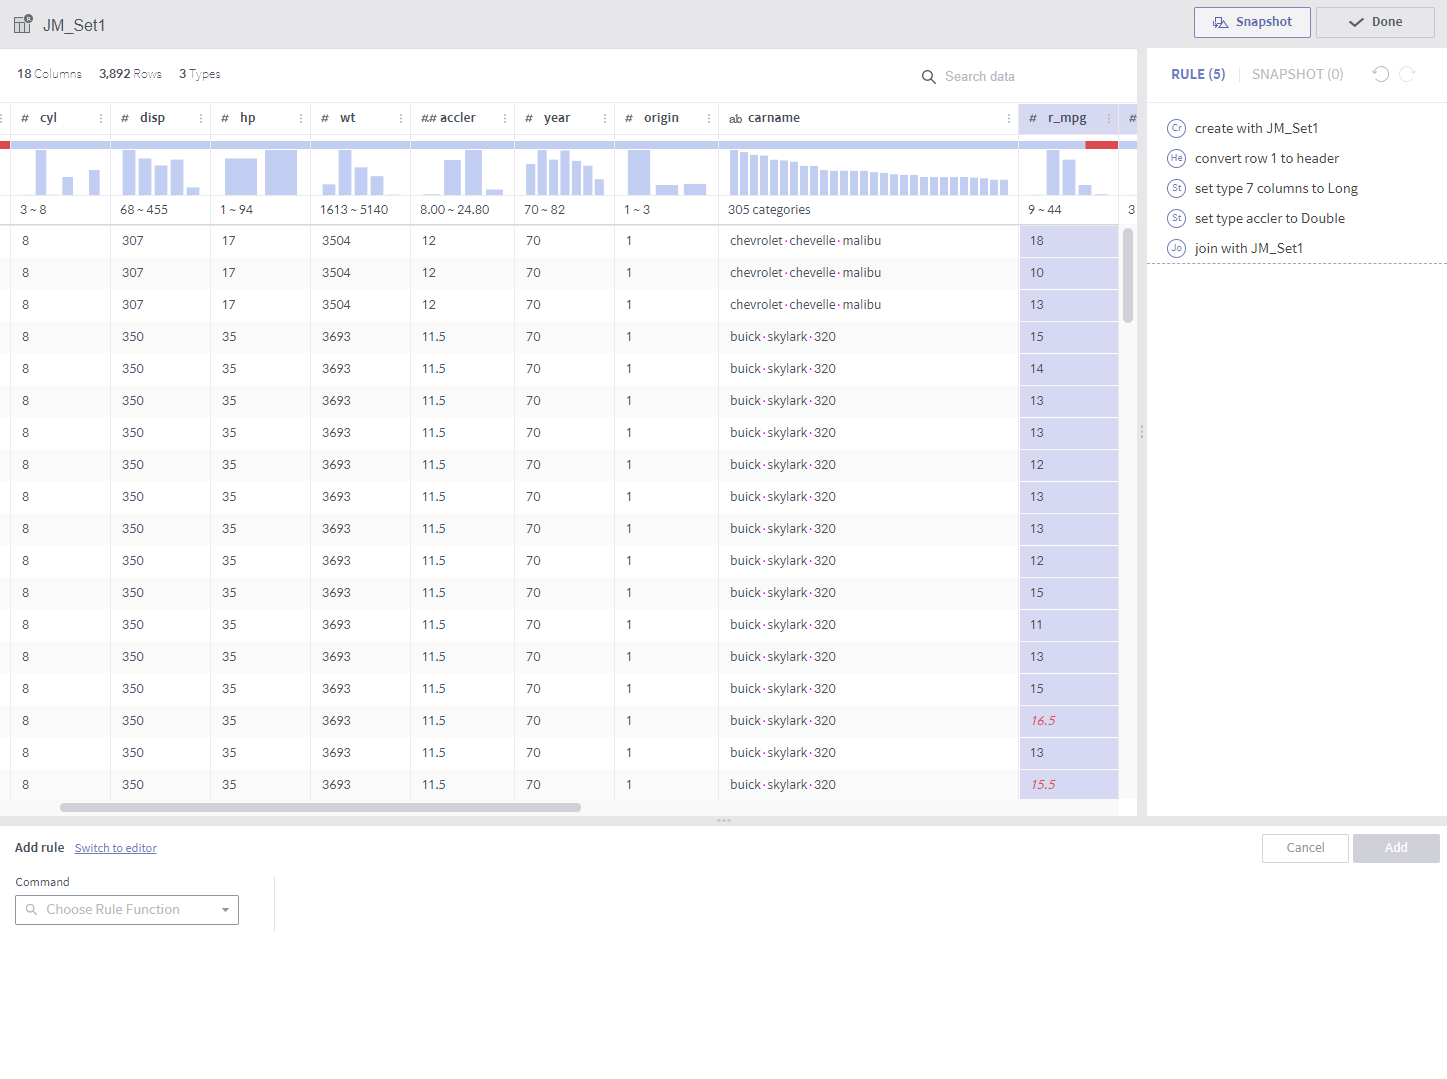 JM_Set1
Snapshot
Done
18 Columns 3,892 Rows 3 Types
Search data
RULE (5) SNAPSHOT (0)
# cyl # disp # hp # wt ## accler # year # origin ab carname # r_mpg #
3 ~ 8 68 ~ 455 1 ~ 94 1613 ~ 5140 8.00 ~ 24.80 70 ~ 82 1 ~ 3 305 categories 9 ~ 44 3
8 307 17 3504 12 70 1 chevrolet·chevelle·malibu 18
8 307 17 3504 12 70 1 chevrolet·chevelle·malibu 10
8 307 17 3504 12 70 1 chevrolet·chevelle·malibu 13
8 350 35 3693 11.5 70 1 buick·skylark·320 15
8 350 35 3693 11.5 70 1 buick·skylark·320 14
8 350 35 3693 11.5 70 1 buick·skylark·320 13
8 350 35 3693 11.5 70 1 buick·skylark·320 13
8 350 35 3693 11.5 70 1 buick·skylark·320 12
8 350 35 3693 11.5 70 1 buick·skylark·320 13
8 350 35 3693 11.5 70 1 buick·skylark·320 13
8 350 35 3693 11.5 70 1 buick·skylark·320 12
8 350 35 3693 11.5 70 1 buick·skylark·320 15
8 350 35 3693 11.5 70 1 buick·skylark·320 11
8 350 35 3693 11.5 70 1 buick·skylark·320 13
8 350 35 3693 11.5 70 1 buick·skylark·320 15
8 350 35 3693 11.5 70 1 buick·skylark·320 16.5
8 350 35 3693 11.5 70 1 buick·skylark·320 13
8 350 35 3693 11.5 70 1 buick·skylark·320 15.5
Cr create with JM_Set1
He convert row 1 to header
St set type 7 columns to Long
St set type accler to Double
Jo join with JM_Set1
Add rule Switch to editor
Cancel
Add
Command
Choose Rule Function